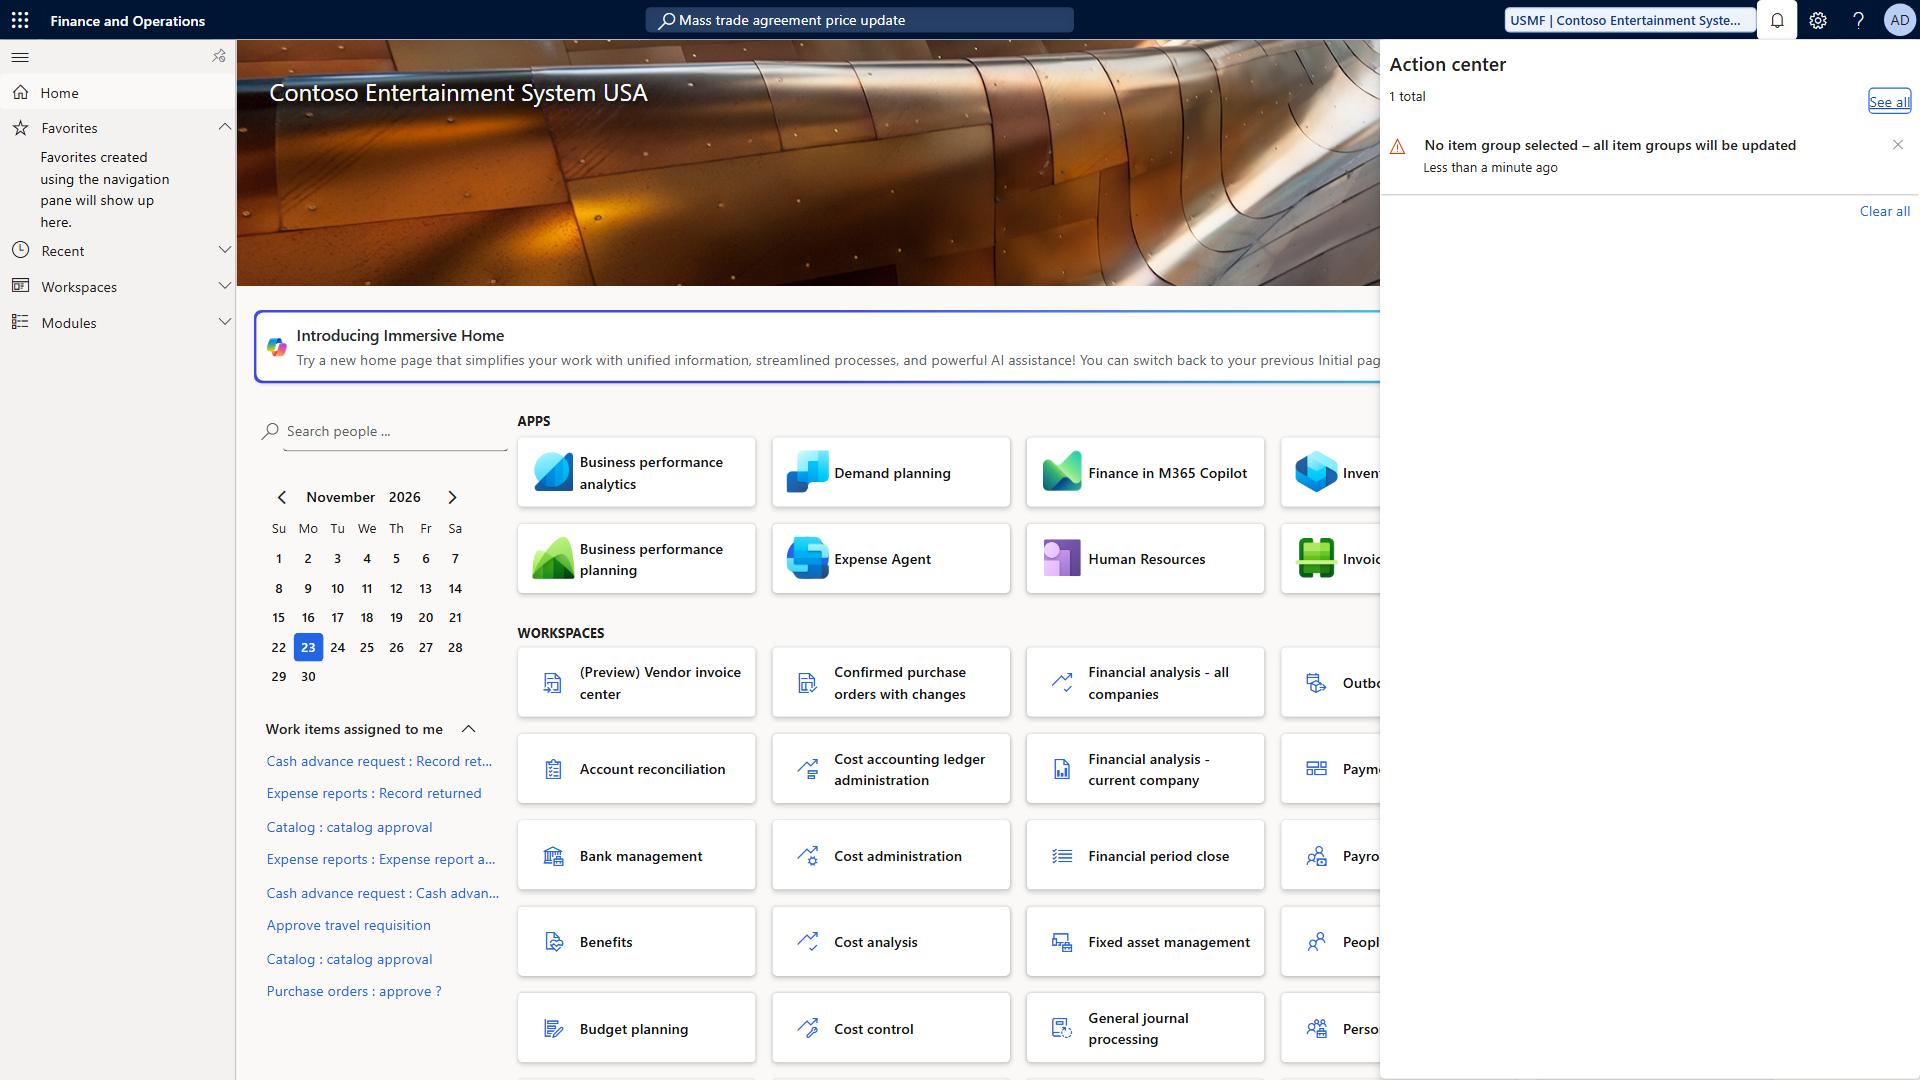 Finance and Operations
Mass trade agreement price update
USMF | Contoso Entertainment Syste...
?
AD
Home
Favorites
Favorites created
using the navigation
pane will show up
here.
Recent
Workspaces
Modules
Contoso Entertainment System USA
Introducing Immersive Home
Try a new home page that simplifies your work with unified information, streamlined processes, and powerful AI assistance! You can switch back to your previous Initial pag
Search people ...
November 2026
Su Mo Tu We Th Fr Sa
1 2 3 4 5 6 7
8 9 10 11 12 13 14
15 16 17 18 19 20 21
22 23 24 25 26 27 28
29 30
Work items assigned to me
Cash advance request : Record ret...
Expense reports : Record returned
Catalog : catalog approval
Expense reports : Expense report a...
Cash advance request : Cash advan...
Approve travel requisition
Catalog : catalog approval
Purchase orders : approve ?
APPS
Business performance
analytics
Demand planning
Finance in M365 Copilot
Inven
Business performance
planning
Expense Agent
Human Resources
Invoic
WORKSPACES
(Preview) Vendor invoice
center
Confirmed purchase
orders with changes
Financial analysis - all
companies
Outbo
Account reconciliation
Cost accounting ledger
administration
Financial analysis -
current company
Payme
Bank management
Cost administration
Financial period close
Payro
Benefits
Cost analysis
Fixed asset management
Peopl
Budget planning
Cost control
General journal
processing
Perso
Action center
1 total
See all
No item group selected – all item groups will be updated
Less than a minute ago
Clear all